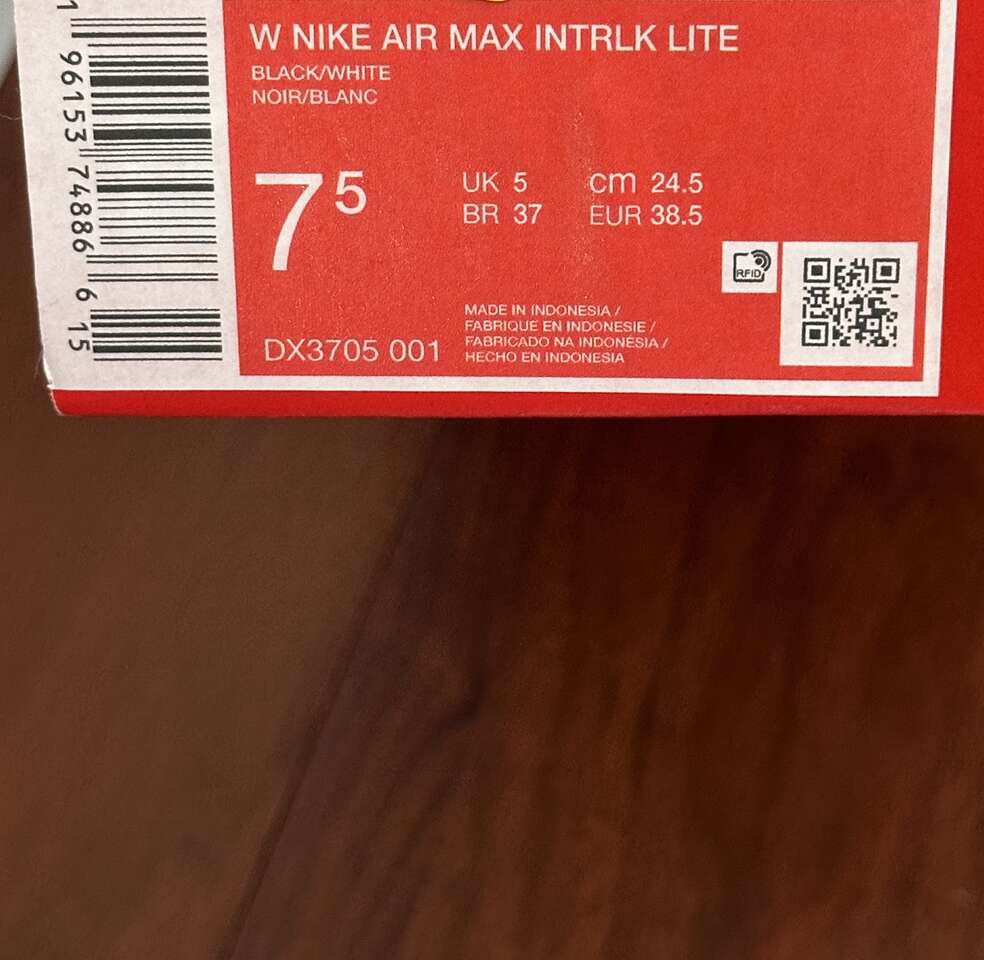 W NIKE AIR MAX INTRLK LITE
BLACK/WHITE
NOIR/BLANC
7⁵
UK 5
BR 37
cm 24.5
EUR 38.5
RFID
MADE IN INDONESIA /
FABRIQUE EN INDONESIE /
FABRICADO NA INDONÉSIA /
HECHO EN INDONESIA
DX3705 001
1 96153 74886 6 15